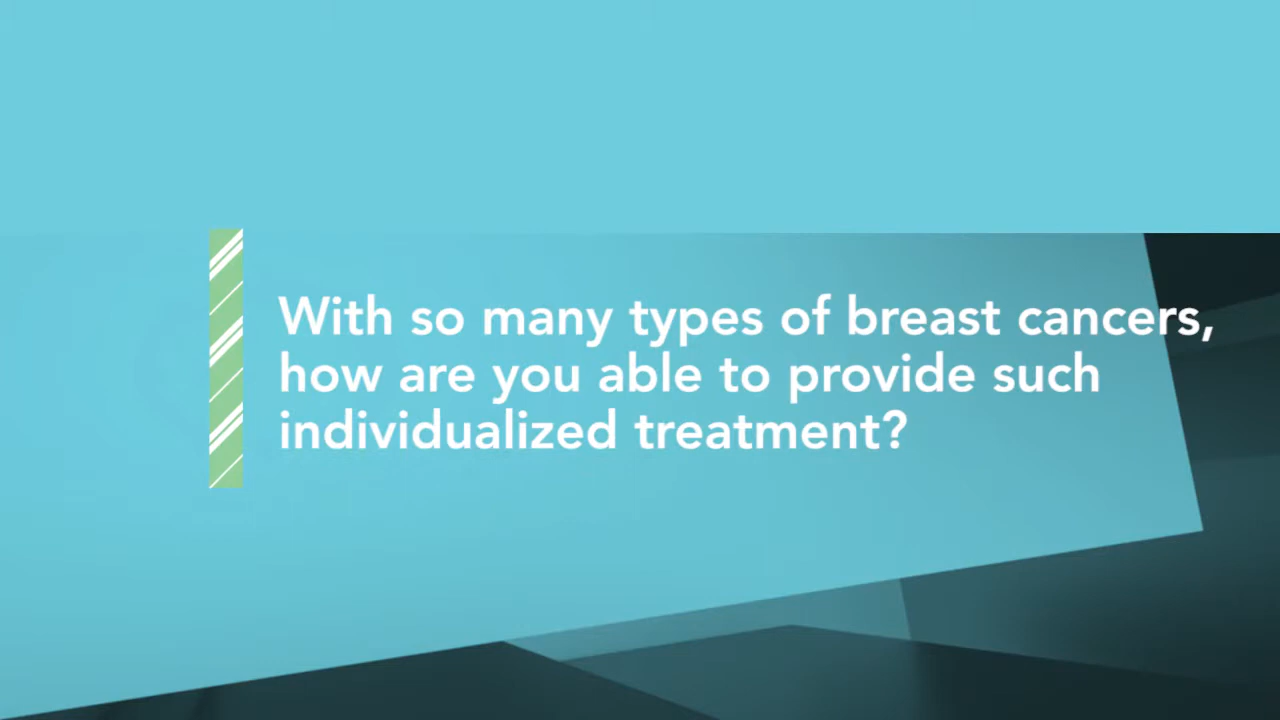 With so many types of breast cancers,
how are you able to provide such
individualized treatment?